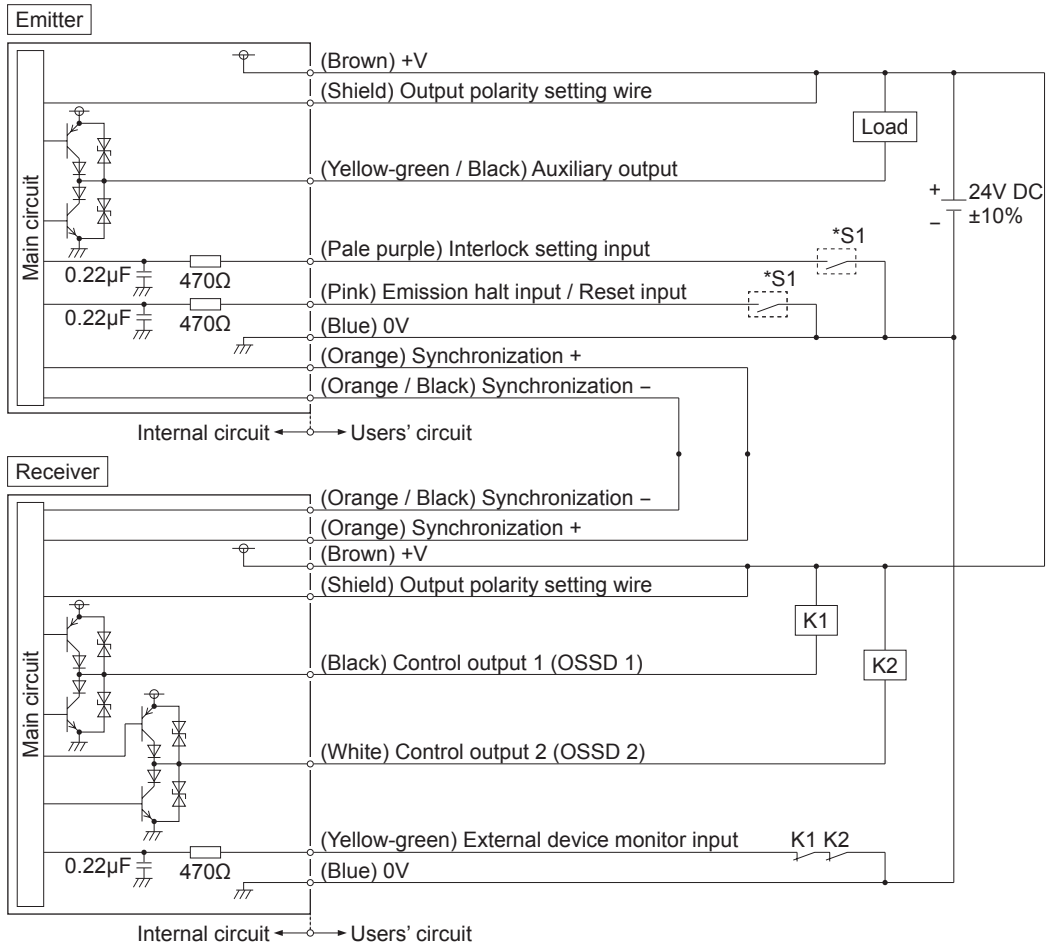 Emitter
(Brown) +V
(Shield) Output polarity setting wire
Load
(Yellow-green / Black) Auxiliary output
+
24V DC
±10%
−
Main circuit
(Pale purple) Interlock setting input
*S1
0.22μF
470Ω
(Pink) Emission halt input / Reset input
*S1
0.22μF
470Ω
(Blue) 0V
(Orange) Synchronization +
(Orange / Black) Synchronization −
Internal circuit
Users' circuit
Receiver
(Orange / Black) Synchronization −
(Orange) Synchronization +
(Brown) +V
(Shield) Output polarity setting wire
K1
(Black) Control output 1 (OSSD 1)
K2
Main circuit
(White) Control output 2 (OSSD 2)
(Yellow-green) External device monitor input
K1 K2
0.22μF
470Ω
(Blue) 0V
Internal circuit
Users' circuit